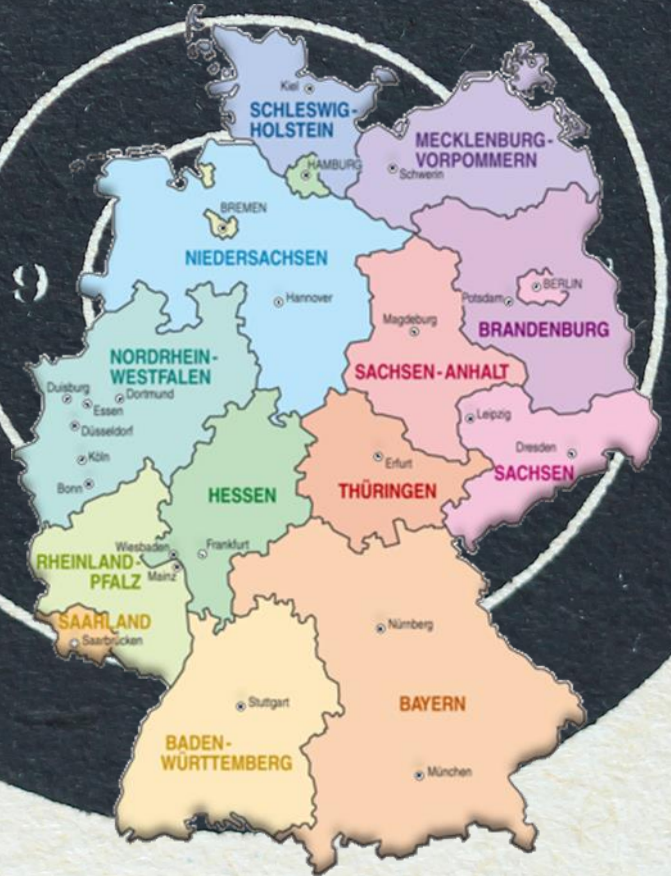 Kiel
SCHLESWIG-
HOLSTEIN
MECKLENBURG-
VORPOMMERN
HAMBURG
Schwerin
BREMEN
NIEDERSACHSEN
9
Hannover
BERLIN
Potsdam
Magdeburg
BRANDENBURG
NORDRHEIN-
WESTFALEN
SACHSEN-ANHALT
Duisburg
Dortmund
Essen
Düsseldorf
Leipzig
Köln
Dresden
Erfurt
SACHSEN
Bonn
HESSEN
THÜRINGEN
Wiesbaden
Frankfurt
RHEINLAND-
PFALZ
Mainz
SAARLAND
Saarbrücken
Nürnberg
Stuttgart
BAYERN
BADEN-
WÜRTTEMBERG
München